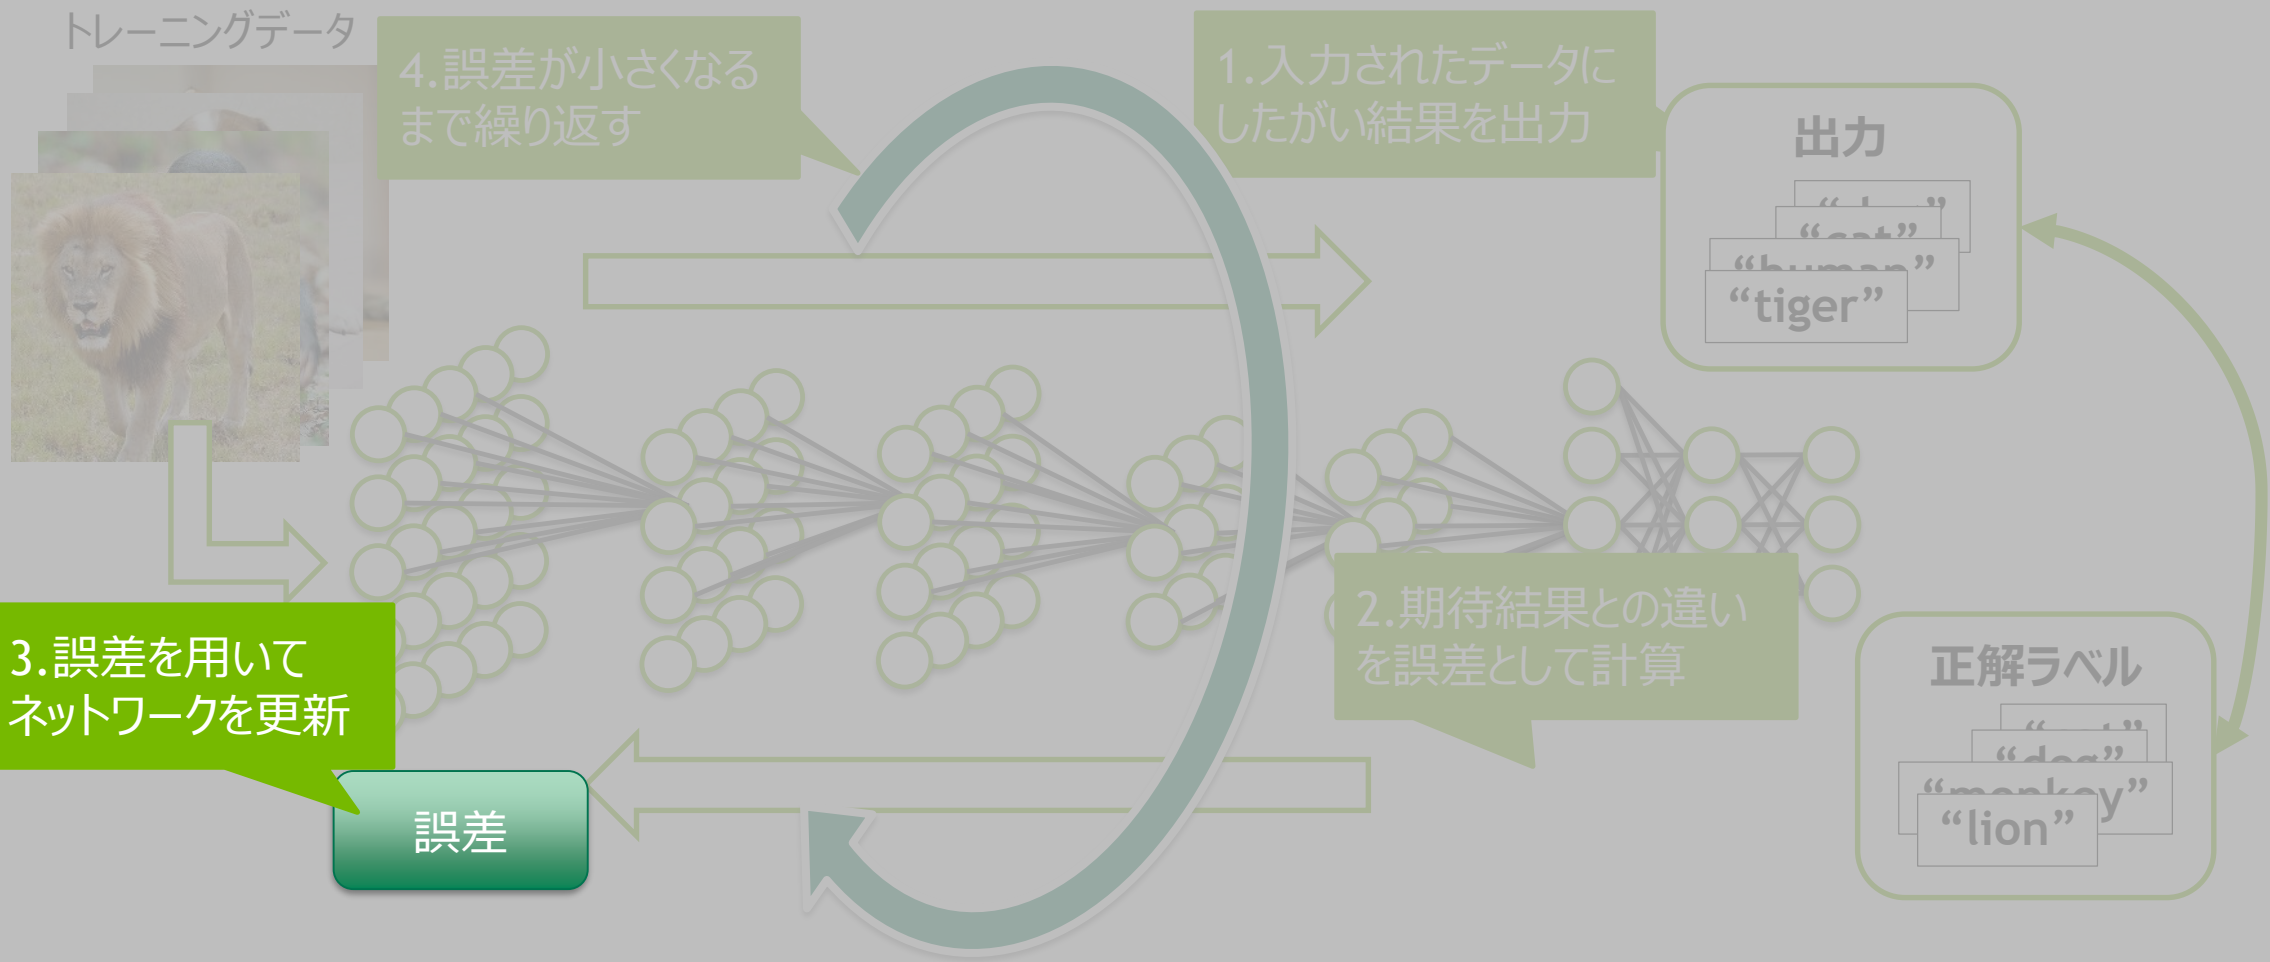 トレーニングデータ
4.誤差が小さくなる
まで繰り返す
1.入力されたデータに
したがい結果を出力
出力
“cat”
“human”
“tiger”
2.期待結果との違い
を誤差として計算
3.誤差を用いて
ネットワークを更新
誤差
正解ラベル
“dog”
“monkey”
“lion”